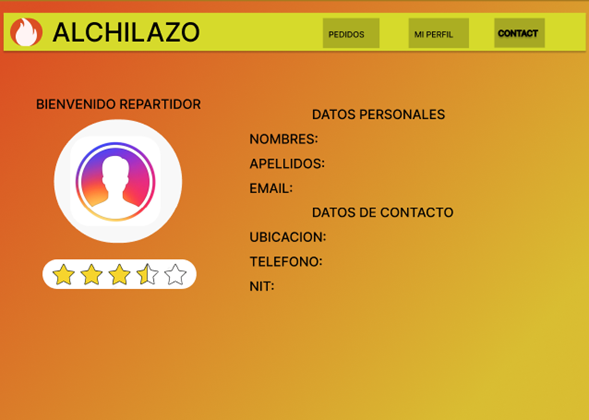 ALCHILAZO
PEDIDOS
MI PERFIL
CONTACT
BIENVENIDO REPARTIDOR
DATOS PERSONALES
NOMBRES:
APELLIDOS:
EMAIL:
DATOS DE CONTACTO
UBICACION:
TELEFONO:
NIT: